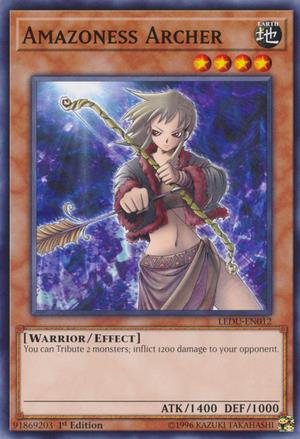 AMAZONESS ARCHER
EARTH
地
LEDU-EN012
[WARRIOR/EFFECT]
You can Tribute 2 monsters; inflict 1200 damage to your opponent.
ATK/1400 DEF/1000
91869203 1st Edition ©1996 KAZUKI TAKAHASHI